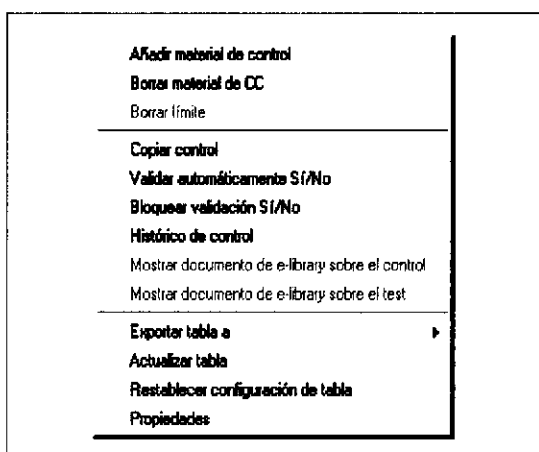 Añadir material de control
Borrar material de CC
Borrar límite
Copiar control
Validar automáticamente Sí/No
Bloquear validación Sí/No
Histórico de control
Mostrar documento de e-library sobre el control
Mostrar documento de e-library sobre el test
Exportar tabla a
Actualizar tabla
Restablecer configuración de tabla
Propiedades